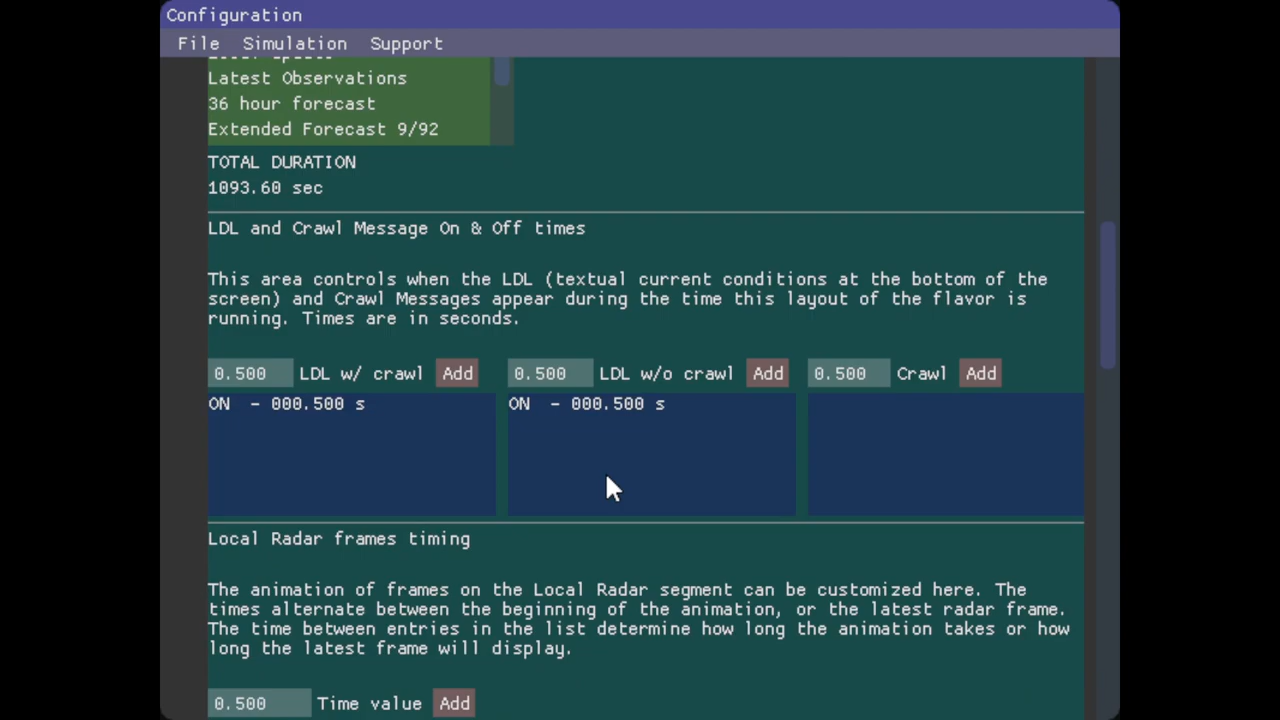 Configuration
File Simulation Support
Latest Observations
36 hour forecast
Extended Forecast 9/92
TOTAL DURATION
1093.60 sec
LDL and Crawl Message On & Off times
This area controls when the LDL (textual current conditions at the bottom of the
screen) and Crawl Messages appear during the time this layout of the flavor is
running. Times are in seconds.
0.500 LDL w/ crawl Add 0.500 LDL w/o crawl Add 0.500 Crawl Add
ON - 000.500 s ON - 000.500 s
Local Radar frames timing
The animation of frames on the Local Radar segment can be customized here. The
times alternate between the beginning of the animation, or the latest radar frame.
The time between entries in the list determine how long the animation takes or how
long the latest frame will display.
0.500 Time value Add